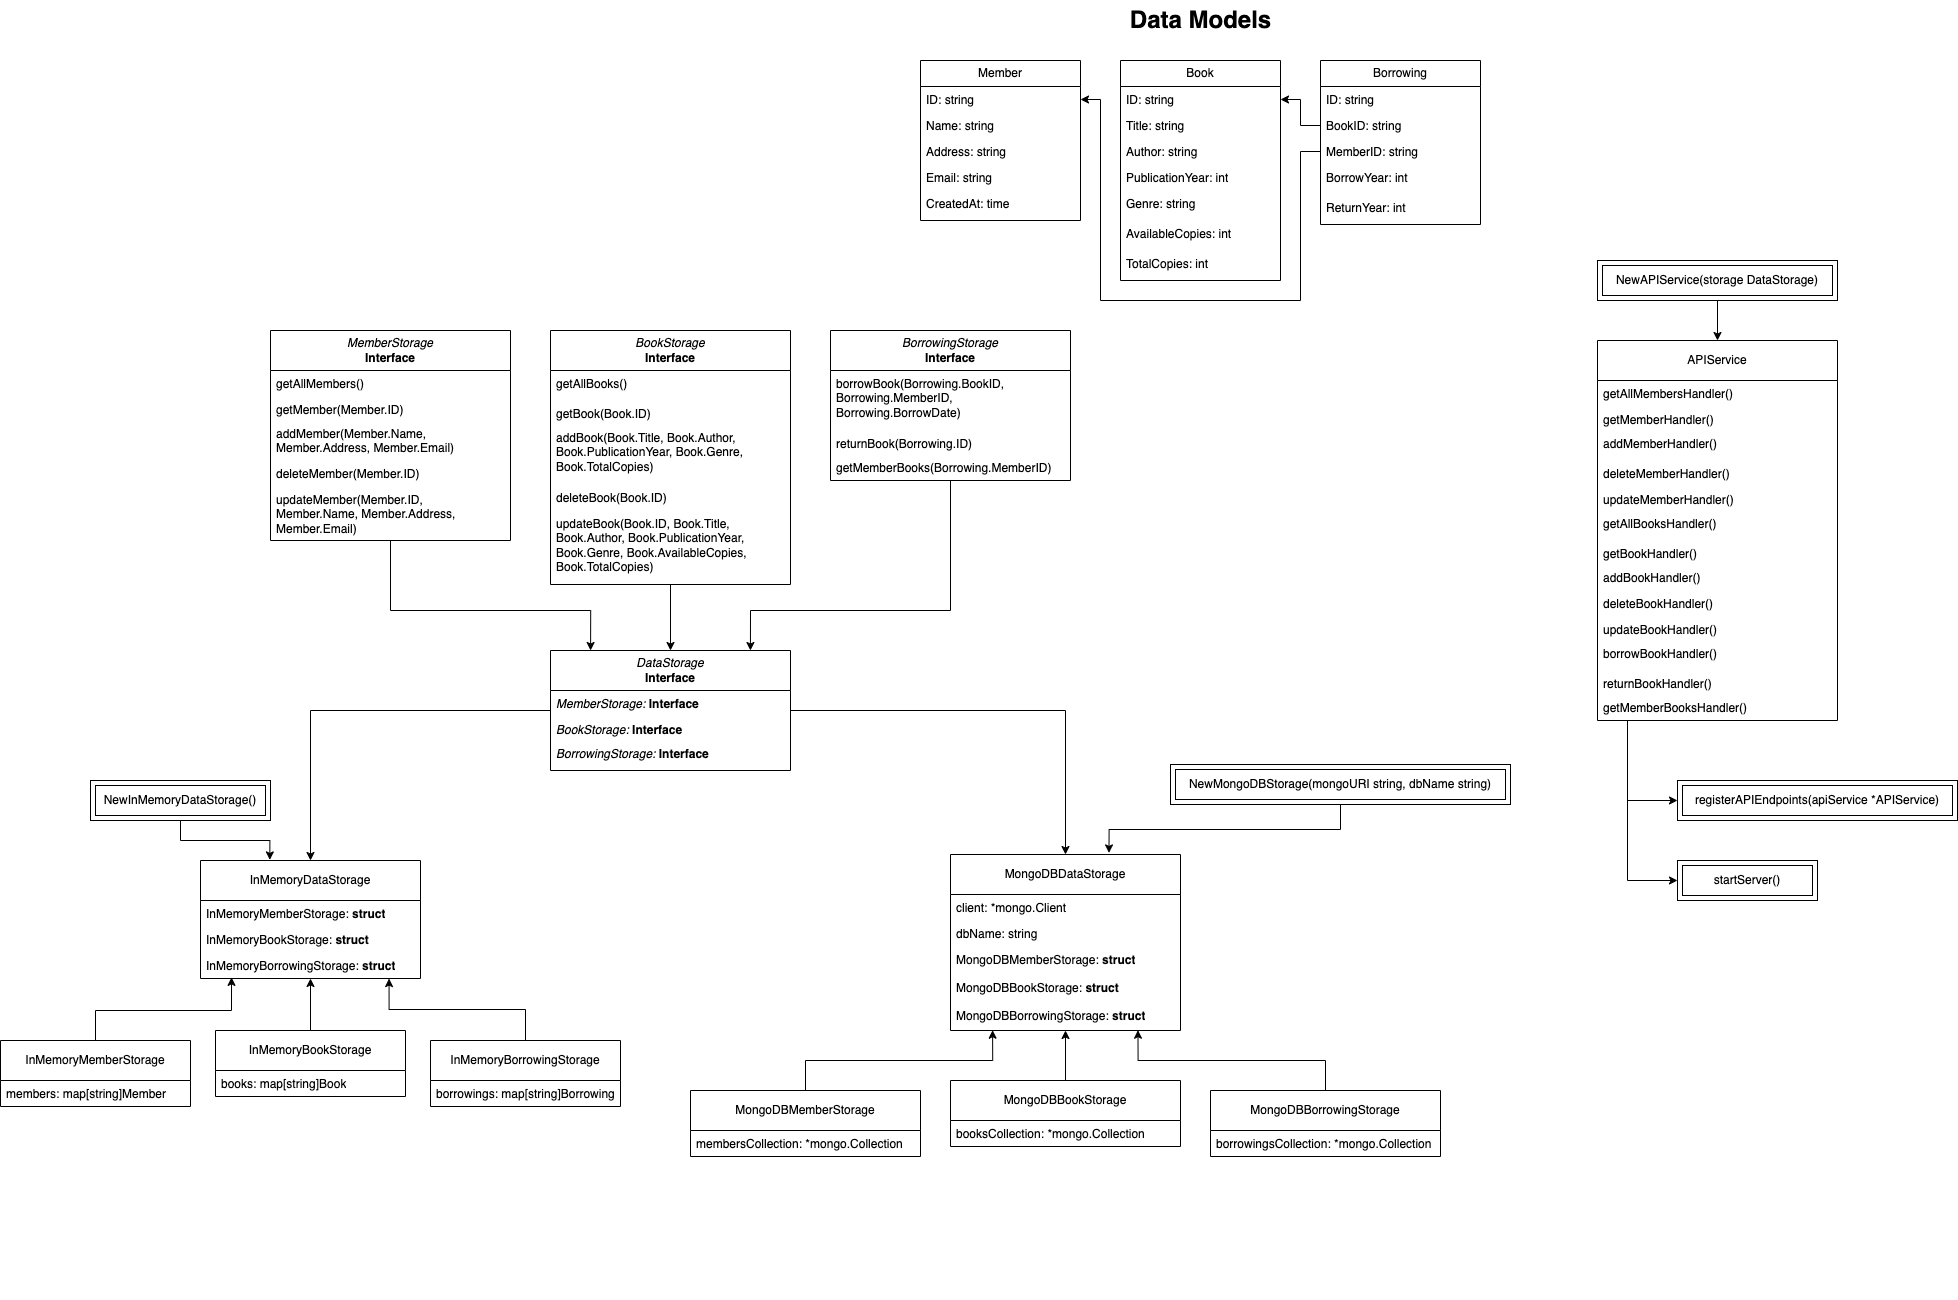 Data Models
Member
ID: string
Name: string
Address: string
Email: string
CreatedAt: time
Book
ID: string
Title: string
Author: string
PublicationYear: int
Genre: string
AvailableCopies: int
TotalCopies: int
Borrowing
ID: string
BookID: string
MemberID: string
BorrowYear: int
ReturnYear: int
MemberStorage
Interface
getAllMembers()
getMember(Member.ID)
addMember(Member.Name,
Member.Address, Member.Email)
deleteMember(Member.ID)
updateMember(Member.ID,
Member.Name, Member.Address,
Member.Email)
BookStorage
Interface
getAllBooks()
getBook(Book.ID)
addBook(Book.Title, Book.Author,
Book.PublicationYear, Book.Genre,
Book.TotalCopies)
deleteBook(Book.ID)
updateBook(Book.ID, Book.Title,
Book.Author, Book.PublicationYear,
Book.Genre, Book.AvailableCopies,
Book.TotalCopies)
BorrowingStorage
Interface
borrowBook(Borrowing.BookID,
Borrowing.MemberID,
Borrowing.BorrowDate)
returnBook(Borrowing.ID)
getMemberBooks(Borrowing.MemberID)
NewAPIService(storage DataStorage)
APIService
getAllMembersHandler()
getMemberHandler()
addMemberHandler()
deleteMemberHandler()
updateMemberHandler()
getAllBooksHandler()
getBookHandler()
addBookHandler()
deleteBookHandler()
updateBookHandler()
borrowBookHandler()
returnBookHandler()
getMemberBooksHandler()
registerAPIEndpoints(apiService *APIService)
startServer()
DataStorage
Interface
MemberStorage: Interface
BookStorage: Interface
BorrowingStorage: Interface
NewInMemoryDataStorage()
InMemoryDataStorage
InMemoryMemberStorage: struct
InMemoryBookStorage: struct
InMemoryBorrowingStorage: struct
InMemoryMemberStorage
members: map[string]Member
InMemoryBookStorage
books: map[string]Book
InMemoryBorrowingStorage
borrowings: map[string]Borrowing
NewMongoDBStorage(mongoURI string, dbName string)
MongoDBDataStorage
client: *mongo.Client
dbName: string
MongoDBMemberStorage: struct
MongoDBBookStorage: struct
MongoDBBorrowingStorage: struct
MongoDBMemberStorage
membersCollection: *mongo.Collection
MongoDBBookStorage
booksCollection: *mongo.Collection
MongoDBBorrowingStorage
borrowingsCollection: *mongo.Collection